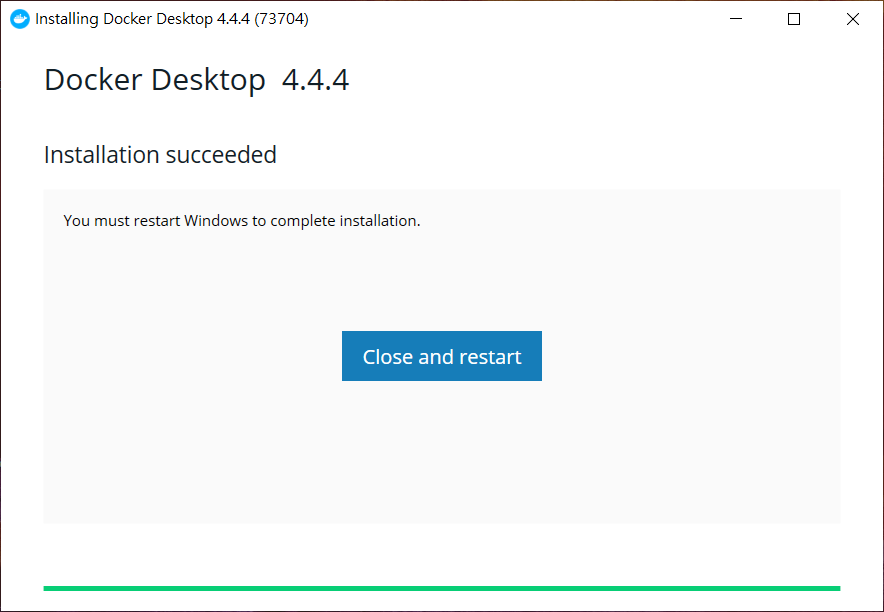 Installing Docker Desktop 4.4.4 (73704)
Docker Desktop 4.4.4
Installation succeeded
You must restart Windows to complete installation.
Close and restart